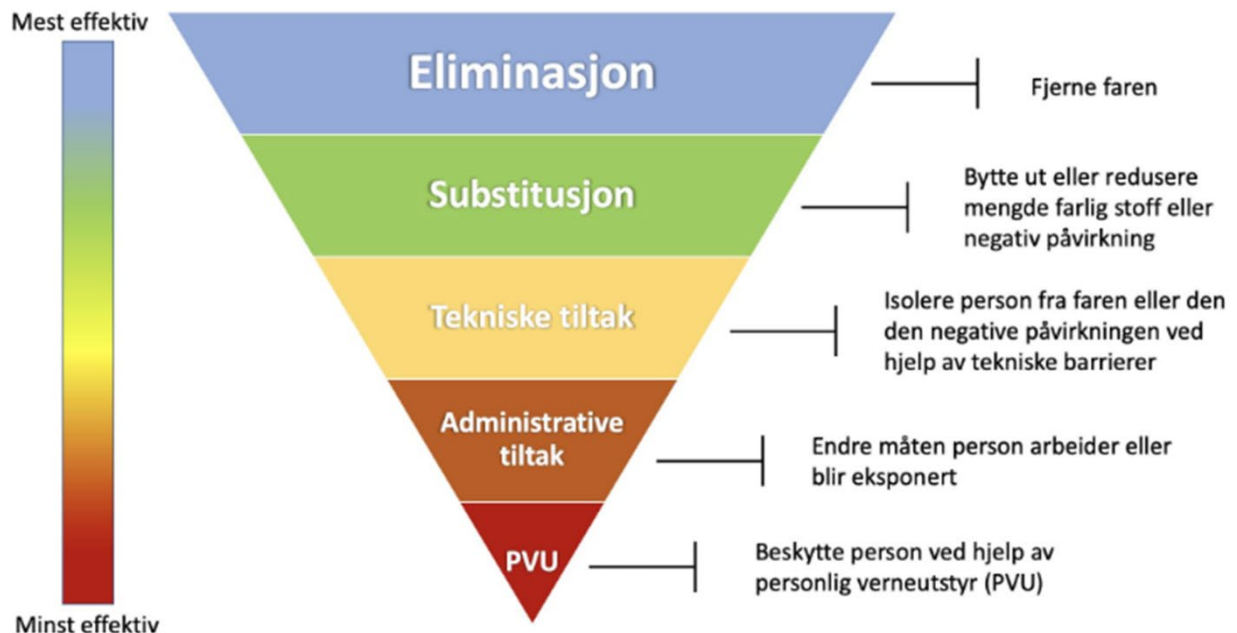 Mest effektiv
Eliminasjon
Fjerne faren
Substitusjon
Bytte ut eller redusere
mengde farlig stoff eller
negativ påvirkning
Tekniske tiltak
Isolere person fra faren eller den
den negative påvirkningen ved
hjelp av tekniske barrierer
Administrative
tiltak
Endre måten person arbeider eller
blir eksponert
PVU
Beskytte person ved hjelp av
personlig verneutstyr (PVU)
Minst effektiv